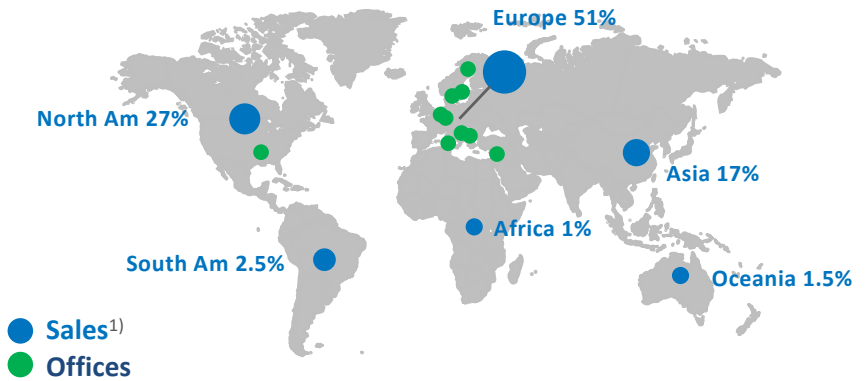 Europe 51%
North Am 27%
Asia 17%
Africa 1%
South Am 2.5%
Oceania 1.5%
Sales1)
Offices